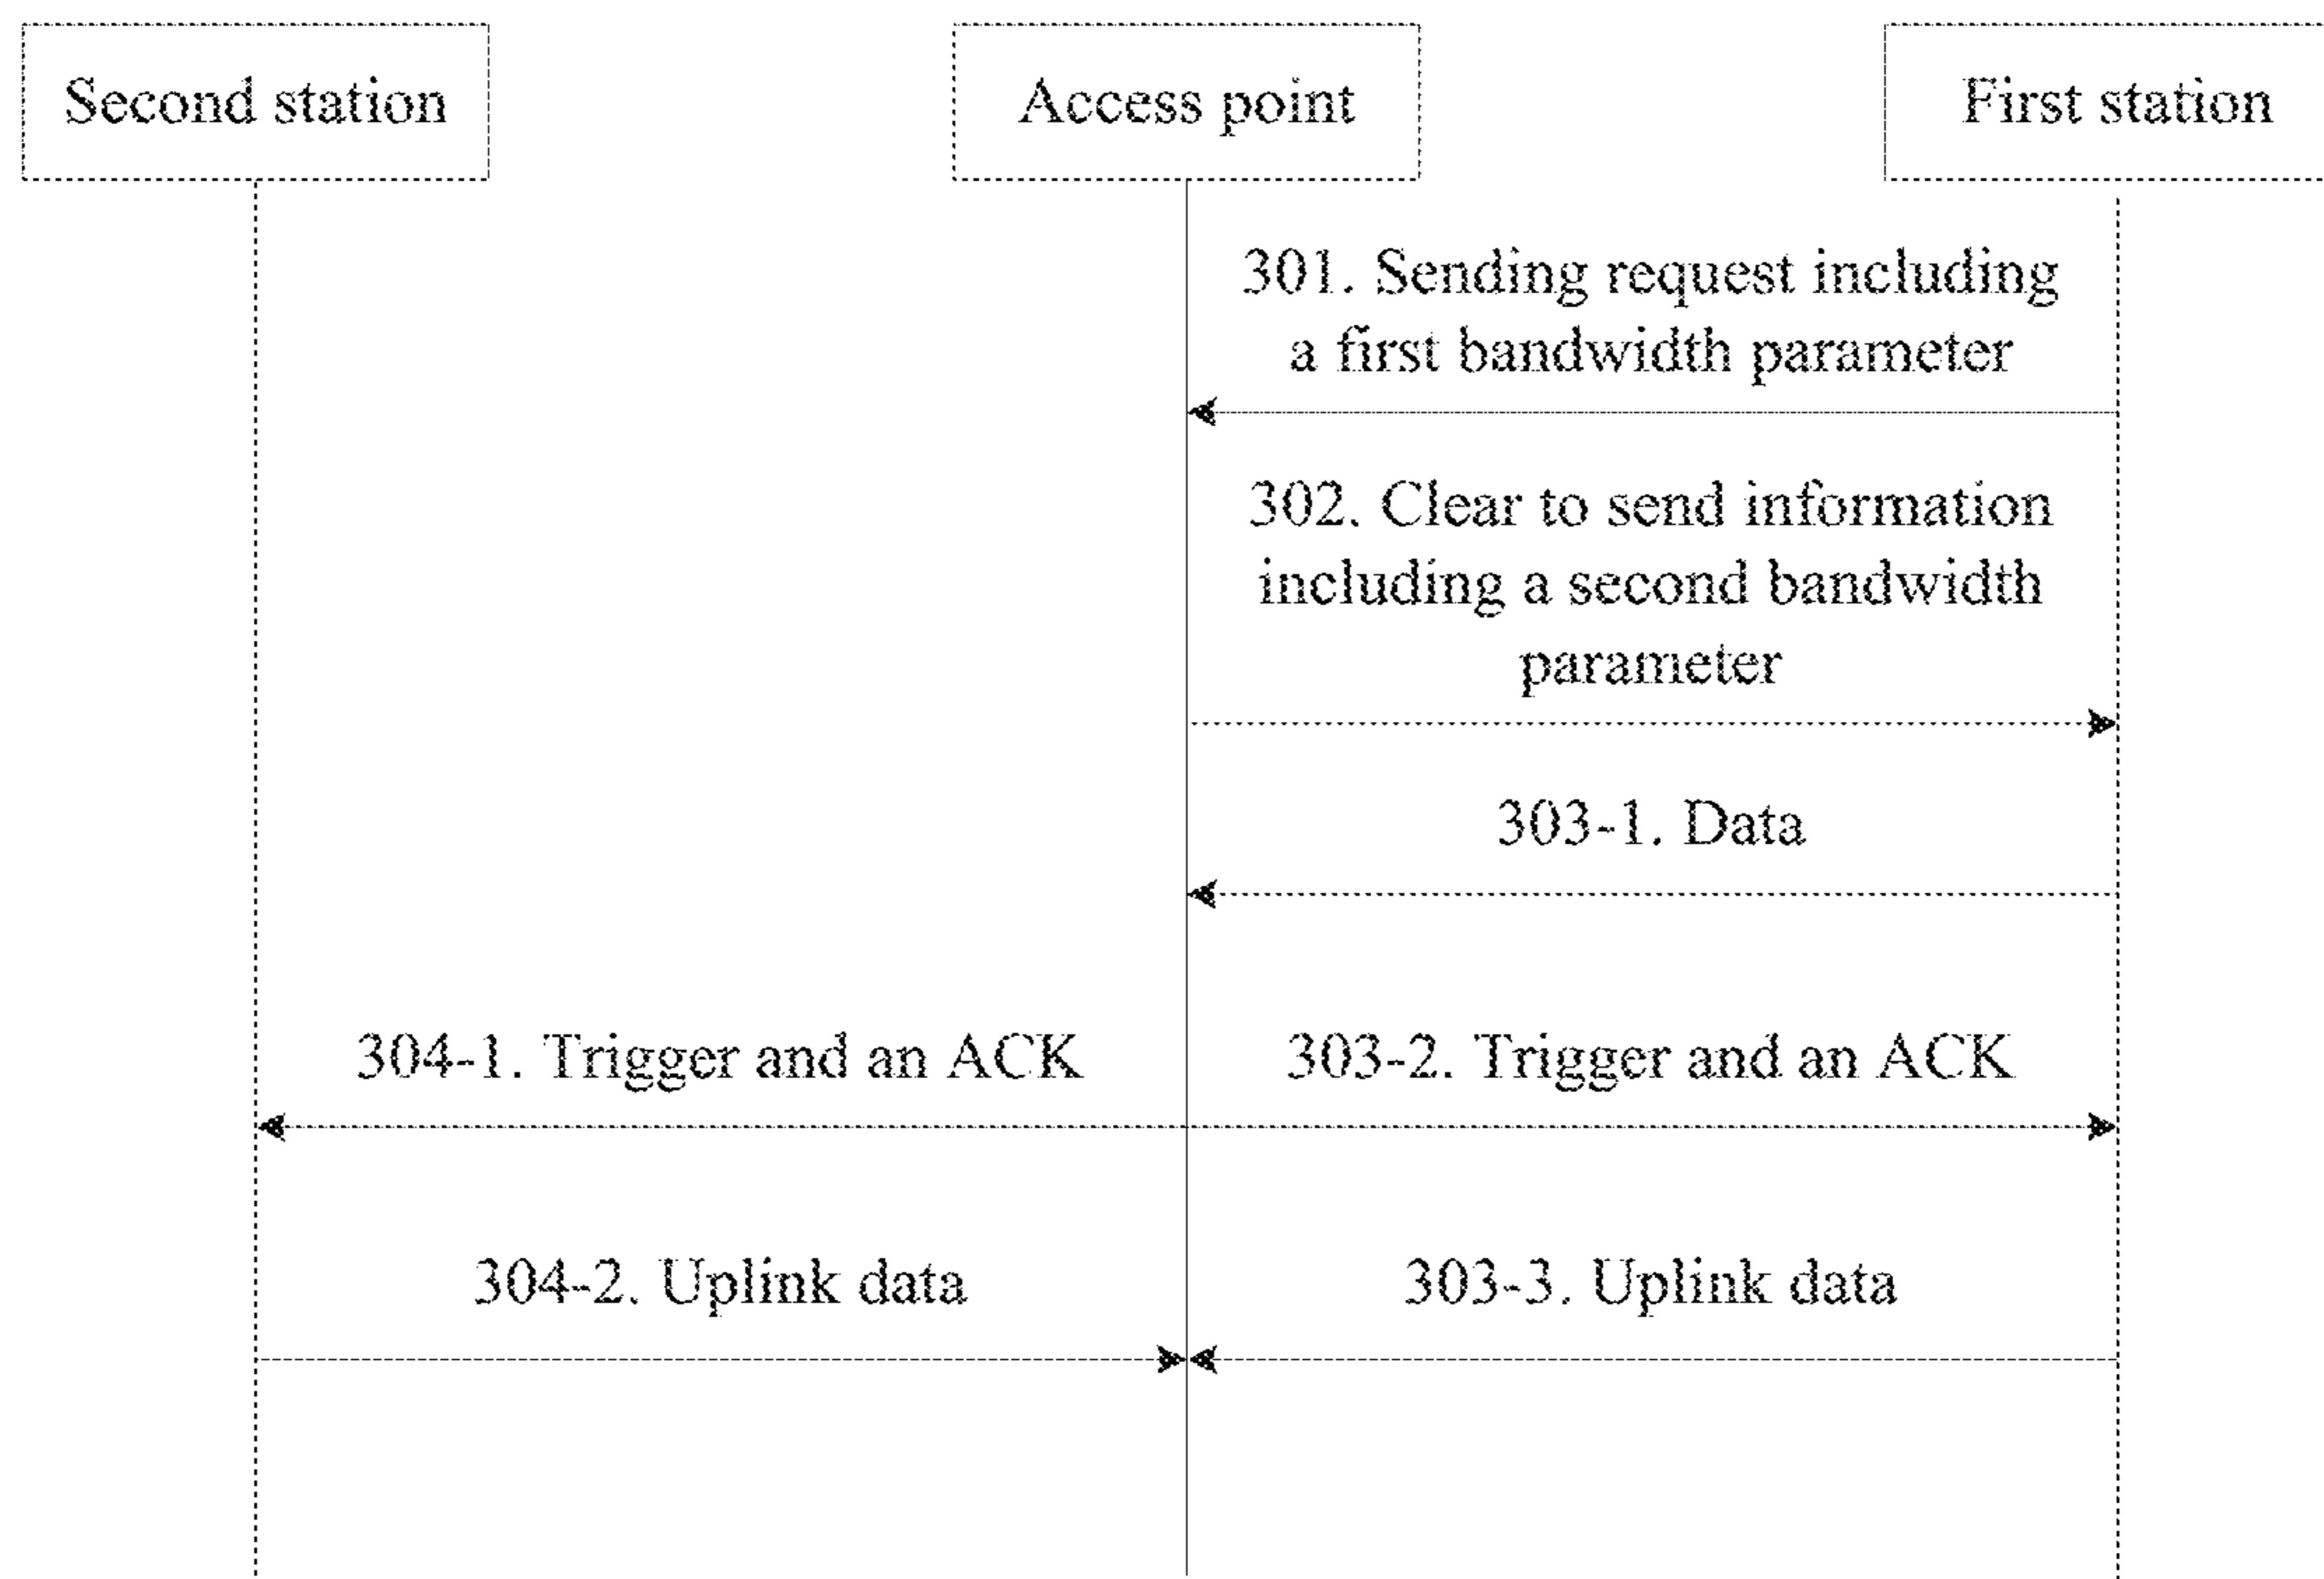 Second station
Access point
First station
301. Sending request including
a first bandwidth parameter
302. Clear to send information
including a second bandwidth
parameter
303-1. Data
304-1. Trigger and an ACK
303-2. Trigger and an ACK
304-2. Uplink data
303-3. Uplink data